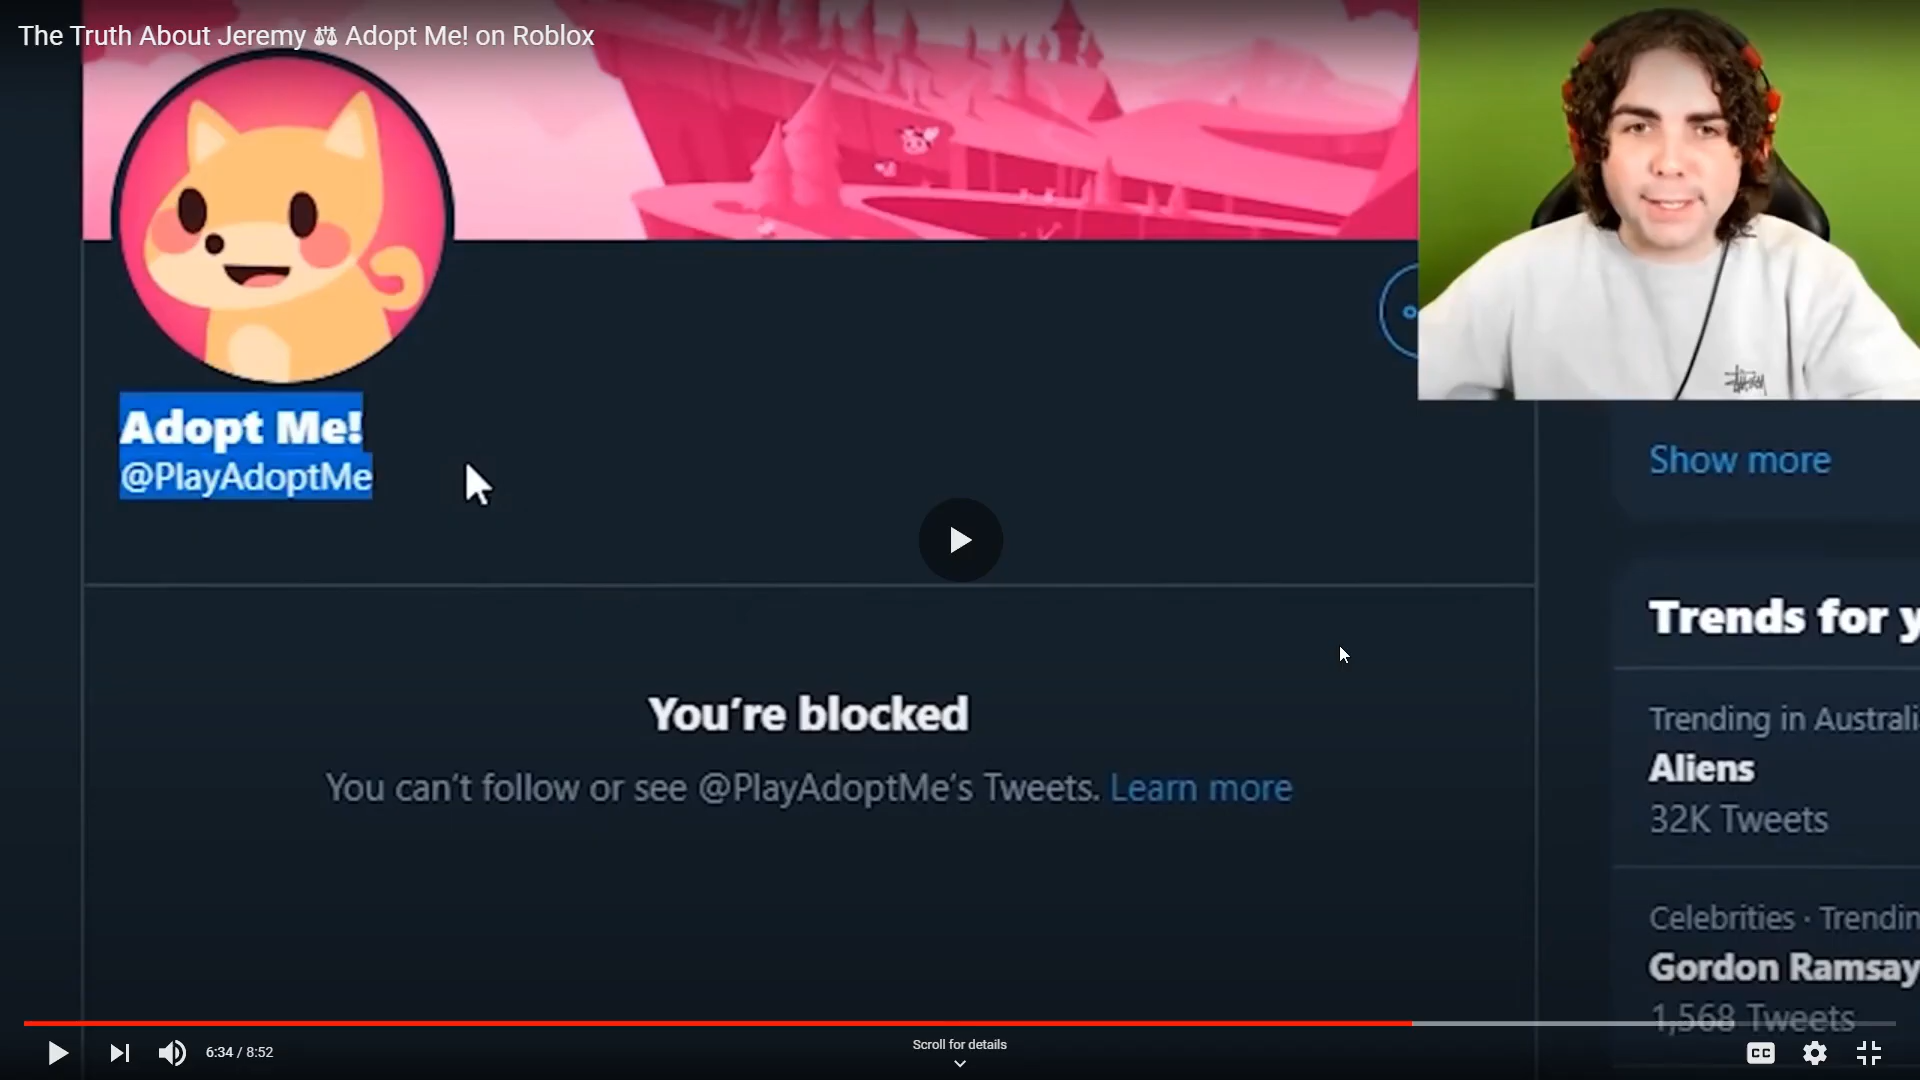 The Truth About Jeremy ⚖ Adopt Me! on Roblox
Adopt Me!
@PlayAdoptMe
Show more
You're blocked
You can't follow or see @PlayAdoptMe's Tweets. Learn more
Trends for y
Trending in Australi
Aliens
32K Tweets
Celebrities · Trendin
Gordon Ramsay
1,568 Tweets
6:34 / 8:52
Scroll for details
CC